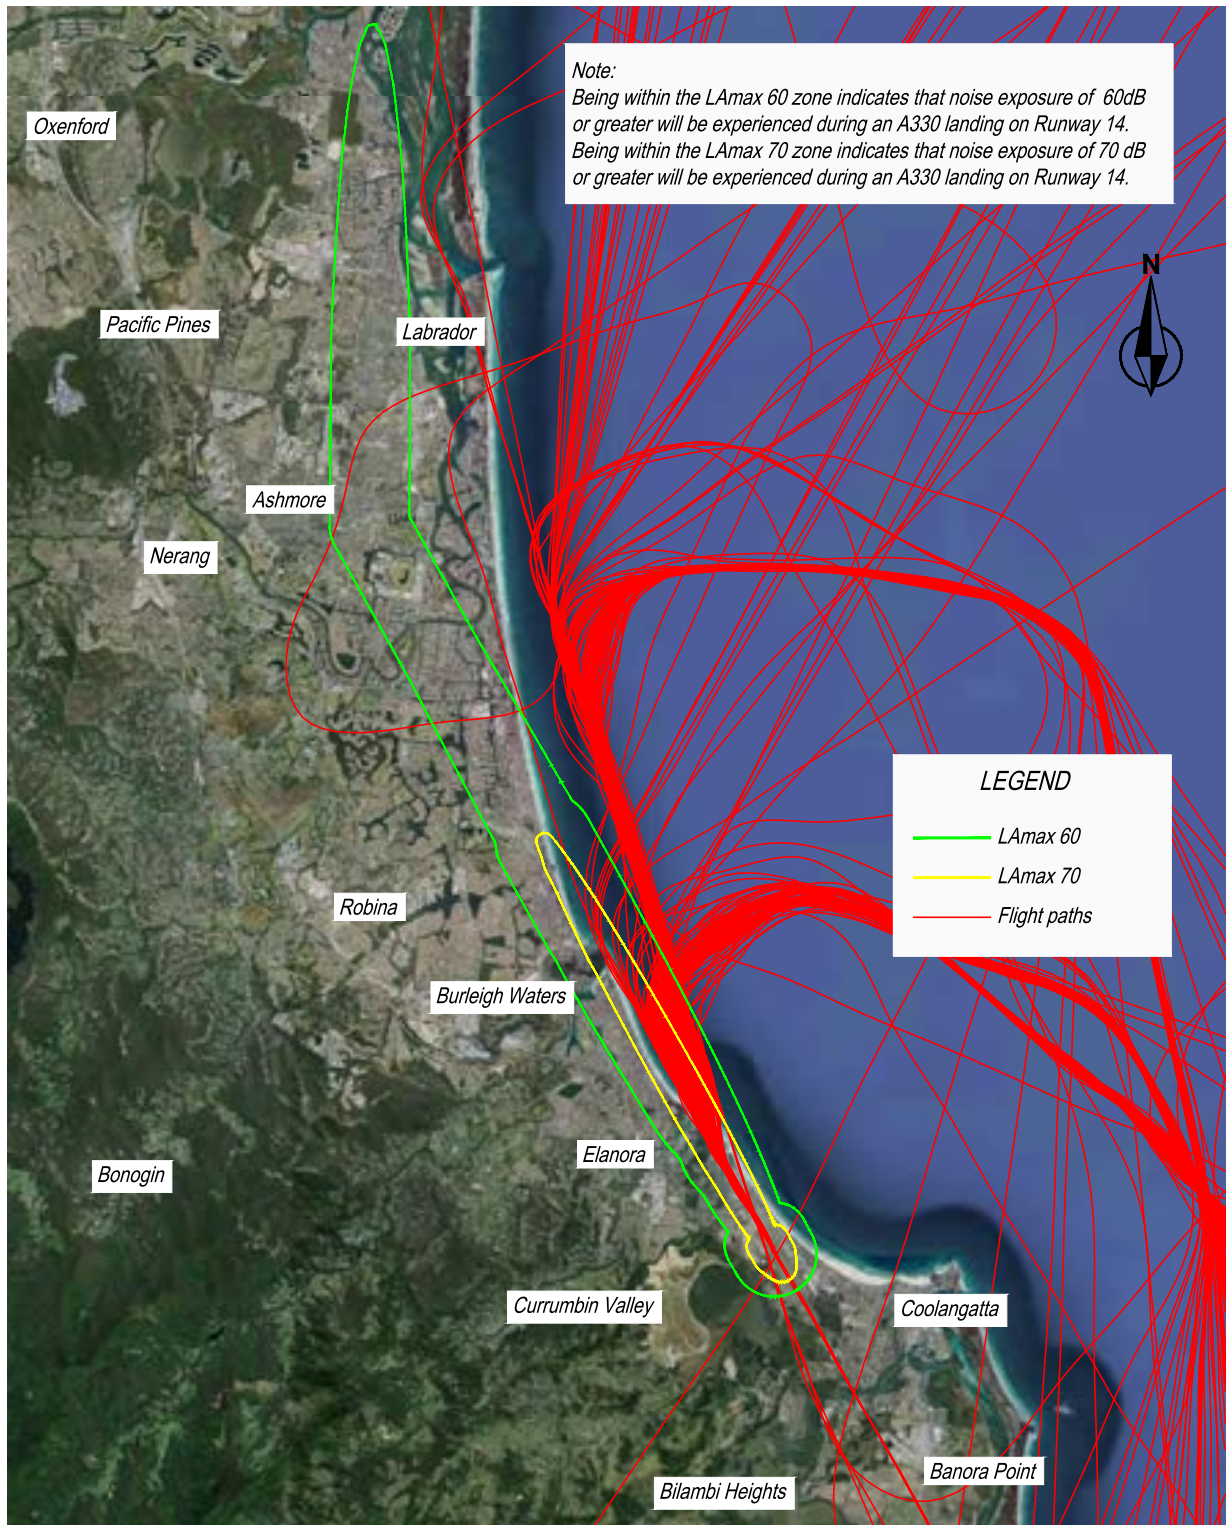 Note:
Being within the LAmax 60 zone indicates that noise exposure of 60dB
or greater will be experienced during an A330 landing on Runway 14.
Being within the LAmax 70 zone indicates that noise exposure of 70 dB
or greater will be experienced during an A330 landing on Runway 14.
Oxenford
N
Pacific Pines
Labrador
Ashmore
Nerang
LEGEND
LAmax 60
LAmax 70
Flight paths
Robina
Burleigh Waters
Elanora
Bonogin
Currumbin Valley
Coolangatta
Banora Point
Bilambi Heights